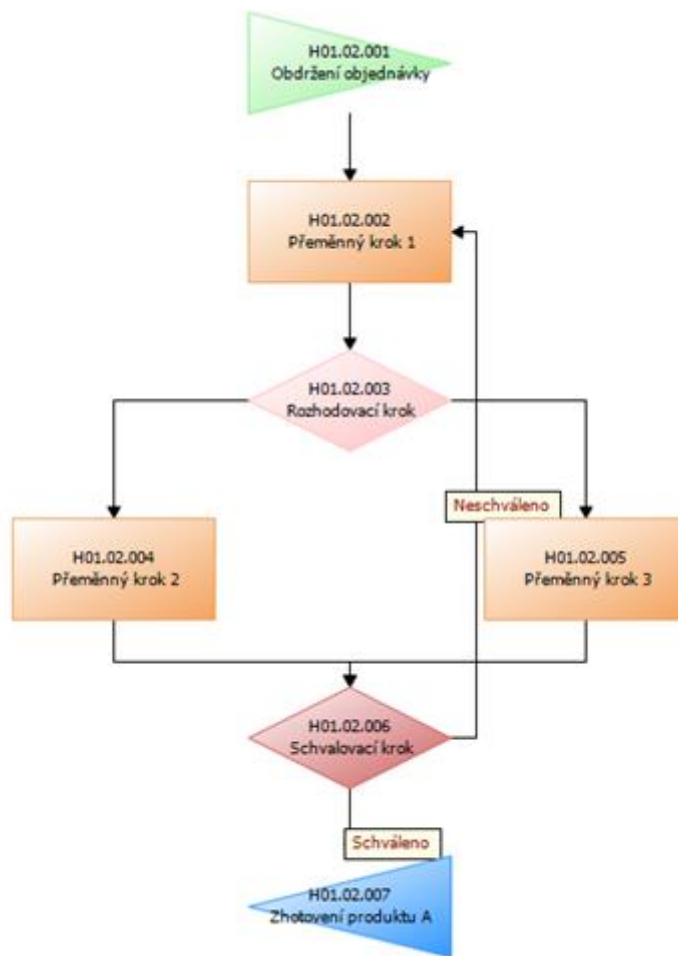 H01.02.001
Obdržení objednávky
H01.02.002
Přeměnný krok 1
H01.02.003
Rozhodovací krok
Neschváleno
H01.02.004
Přeměnný krok 2
H01.02.005
Přeměnný krok 3
H01.02.006
Schvalovací krok
Schváleno
H01.02.007
Zhotovení produktu A